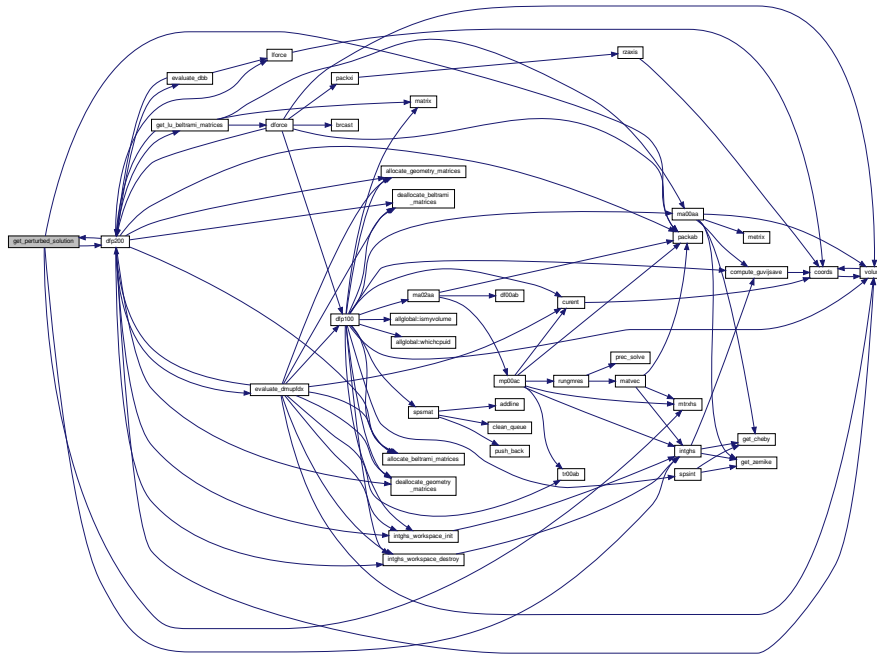 get_perturbed_solution
dfp200
evaluate_dbb
lforce
get_lu_beltrami_matrices
dforce
packxi
brcast
rzaxis
matrix
allocate_geometry_matrices
deallocate_beltrami
_matrices
ma00aa
packab
metrix
compute_guvijsave
coords
ma02aa
df00ab
curent
dfp100
allglobal::ismyvolume
allglobal::whichcpuid
evaluate_dmupfdx
mp00ac
rungmres
prec_solve
matvec
mtrxhs
spsmat
addline
clean_queue
push_back
intghs
get_cheby
get_zernike
allocate_beltrami_matrices
deallocate_geometry
_matrices
tr00ab
spsint
intghs_workspace_init
intghs_workspace_destroy